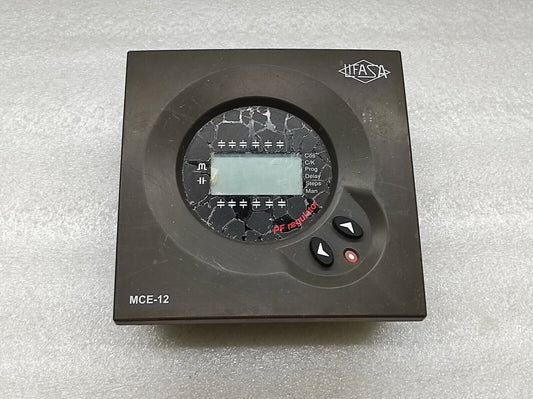 LIFASA
Cos
C/K
Prog
Delay
Steps
Man
PF regulator
MCE-12